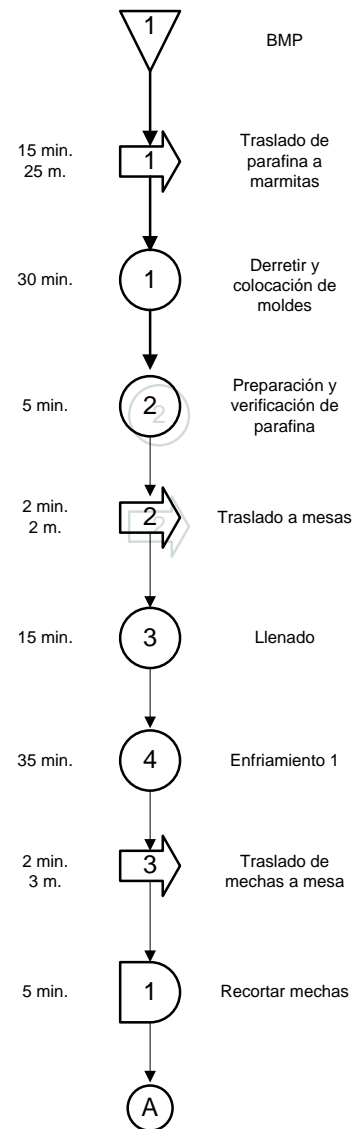 1
BMP
15 min.
25 m.
1
Traslado de
parafina a
marmitas
30 min.
1
Derretir y
colocación de
moldes
5 min.
2
2
Preparación y
verificación de
parafina
2 min.
2 m.
2
2
Traslado a mesas
15 min.
3
Llenado
35 min.
4
Enfriamiento 1
2 min.
3 m.
3
Traslado de
mechas a mesa
5 min.
1
Recortar mechas
A